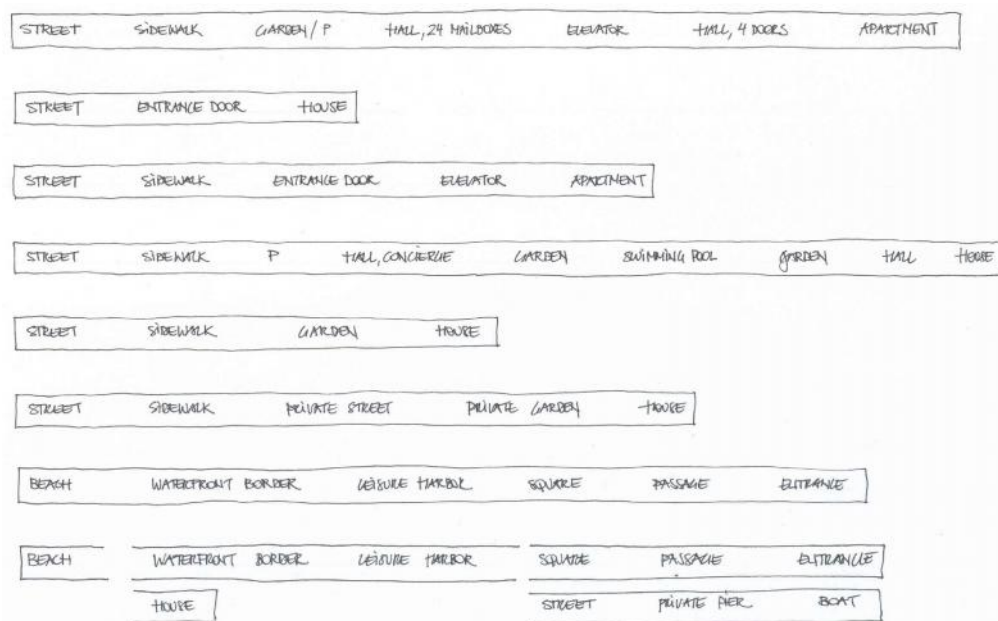 STREET SIDEWALK GARDEN/P HALL, 24 MAILBOXES ELEVATOR HALL, 4 DOORS APARTMENT
STREET ENTRANCE DOOR HOUSE
STREET SIDEWALK ENTRANCE DOOR ELEVATOR APARTMENT
STREET SIDEWALK P HALL, CONCIERGE GARDEN SWIMMING POOL GARDEN HALL HOUSE
STREET SIDEWALK GARDEN HOUSE
STREET SIDEWALK PRIVATE STREET PRIVATE GARDEN HOUSE
BEACH WATERFRONT BORDER LEISURE HARBOR SQUARE PASSAGE ENTRANCE
BEACH WATERFRONT BORDER LEISURE HARBOR SQUARE PASSAGE ENTRANCE
HOUSE STREET PRIVATE PIER BOAT